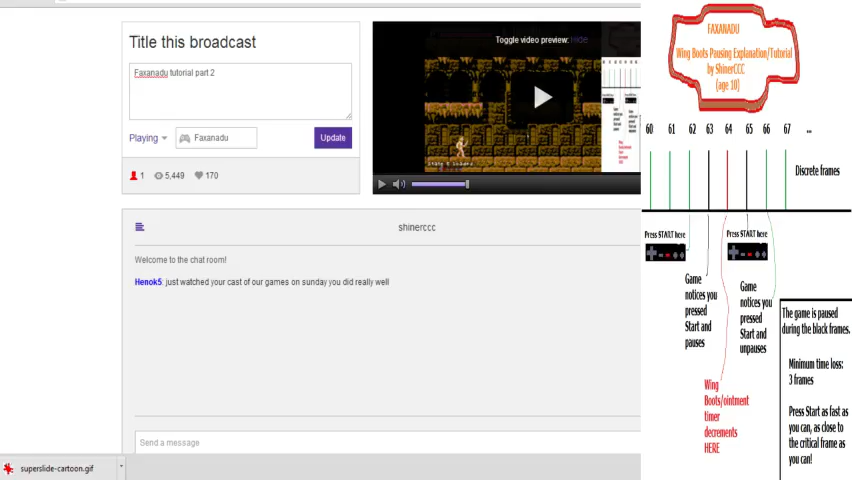 Title this broadcast
Faxanadu tutorial part 2
Playing
Faxanadu
Update
1
5,449
170
Toggle video preview: Hide
shinerccc
Welcome to the chat room!
Henok5: just watched your cast of our games on sunday you did really well
Send a message
superslide-cartoon.gif
FAXANADU
Wing Boots Pausing Explanation/Tutorial
by ShinerCCC
(age 10)
60 61 62 63 64 65 66 67 ...
Discrete frames
Press START here
Press START here
Game
notices you
pressed
Start and
pauses
Game
notices you
pressed
Start and
unpauses
Wing
Boots/ointment
timer
decrements
HERE
The game is paused
during the black frames.
Minimum time loss:
3 frames
Press Start as fast as
you can, as close to
the critical frame as
you can!